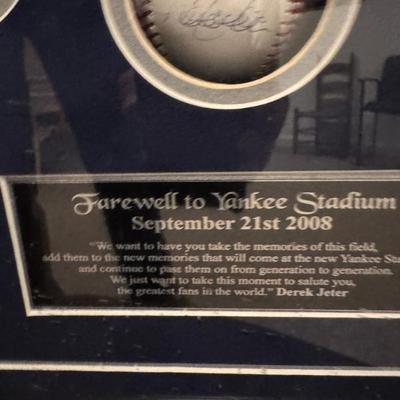 Farewell to Yankee Stadium
September 21st 2008
"We want to have you take the memories of this field,
add them to the new memories that will come at the new Yankee Sta
and continue to pass them on from generation to generation.
We just want to take this moment to salute you,
the greatest fans in the world." Derek Jeter